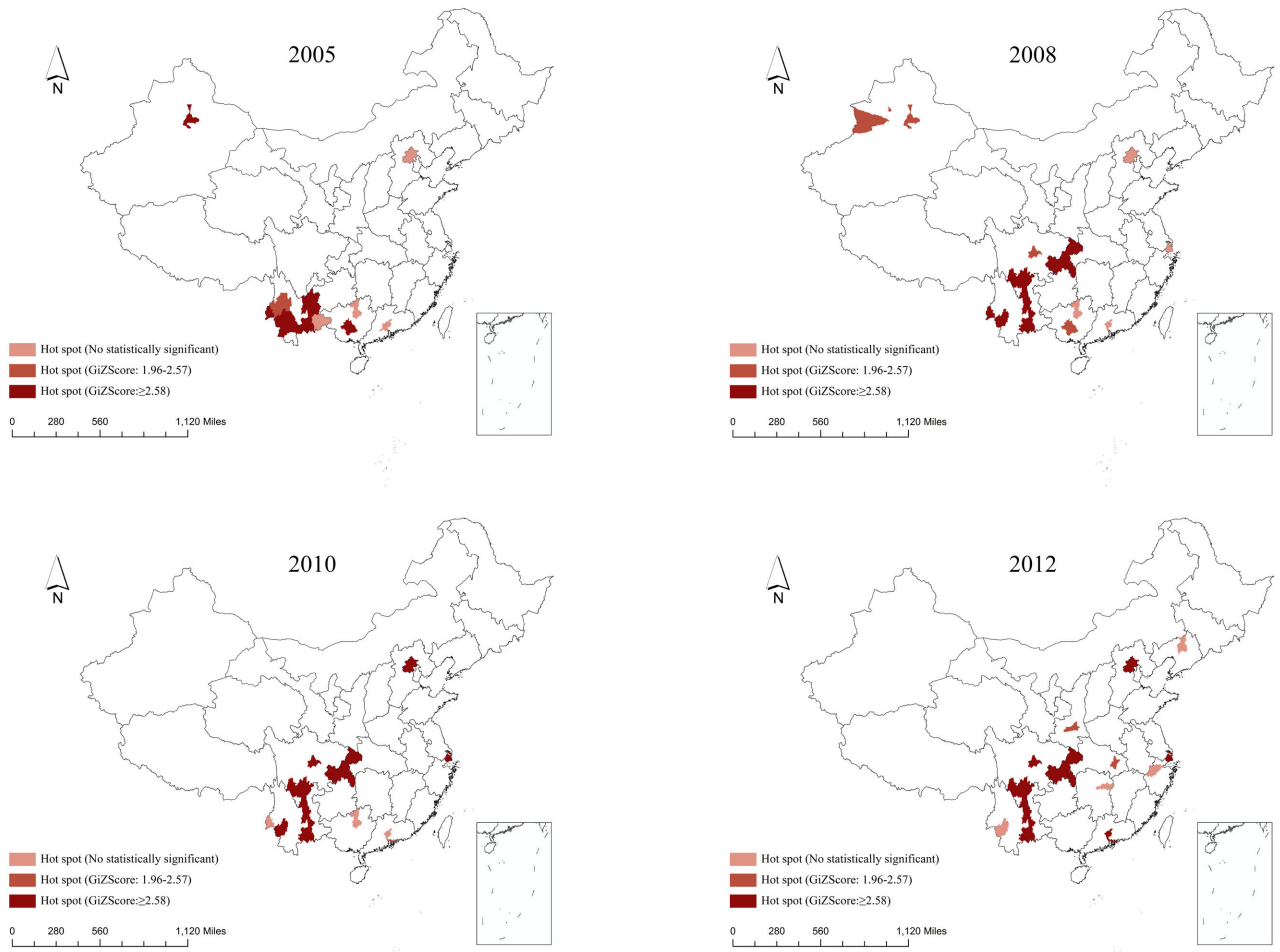 2005
N
Hot spot (No statistically significant)
Hot spot (GiZScore: 1.96-2.57)
Hot spot (GiZScore:≥2.58)
0 280 560 1,120 Miles
2008
N
Hot spot (No statistically significant)
Hot spot (GiZScore: 1.96-2.57)
Hot spot (GiZScore:≥2.58)
0 280 560 1,120 Miles
2010
N
Hot spot (No statistically significant)
Hot spot (GiZScore: 1.96-2.57)
Hot spot (GiZScore:≥2.58)
0 280 560 1,120 Miles
2012
N
Hot spot (No statistically significant)
Hot spot (GiZScore: 1.96-2.57)
Hot spot (GiZScore:≥2.58)
0 280 560 1,120 Miles